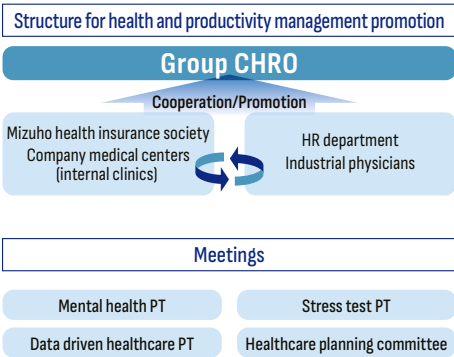 Structure for health and productivity management promotion
Group CHRO
Cooperation/Promotion
Mizuho health insurance society
Company medical centers
(internal clinics)
HR department
Industrial physicians
Meetings
Mental health PT
Stress test PT
Data driven healthcare PT
Healthcare planning committee